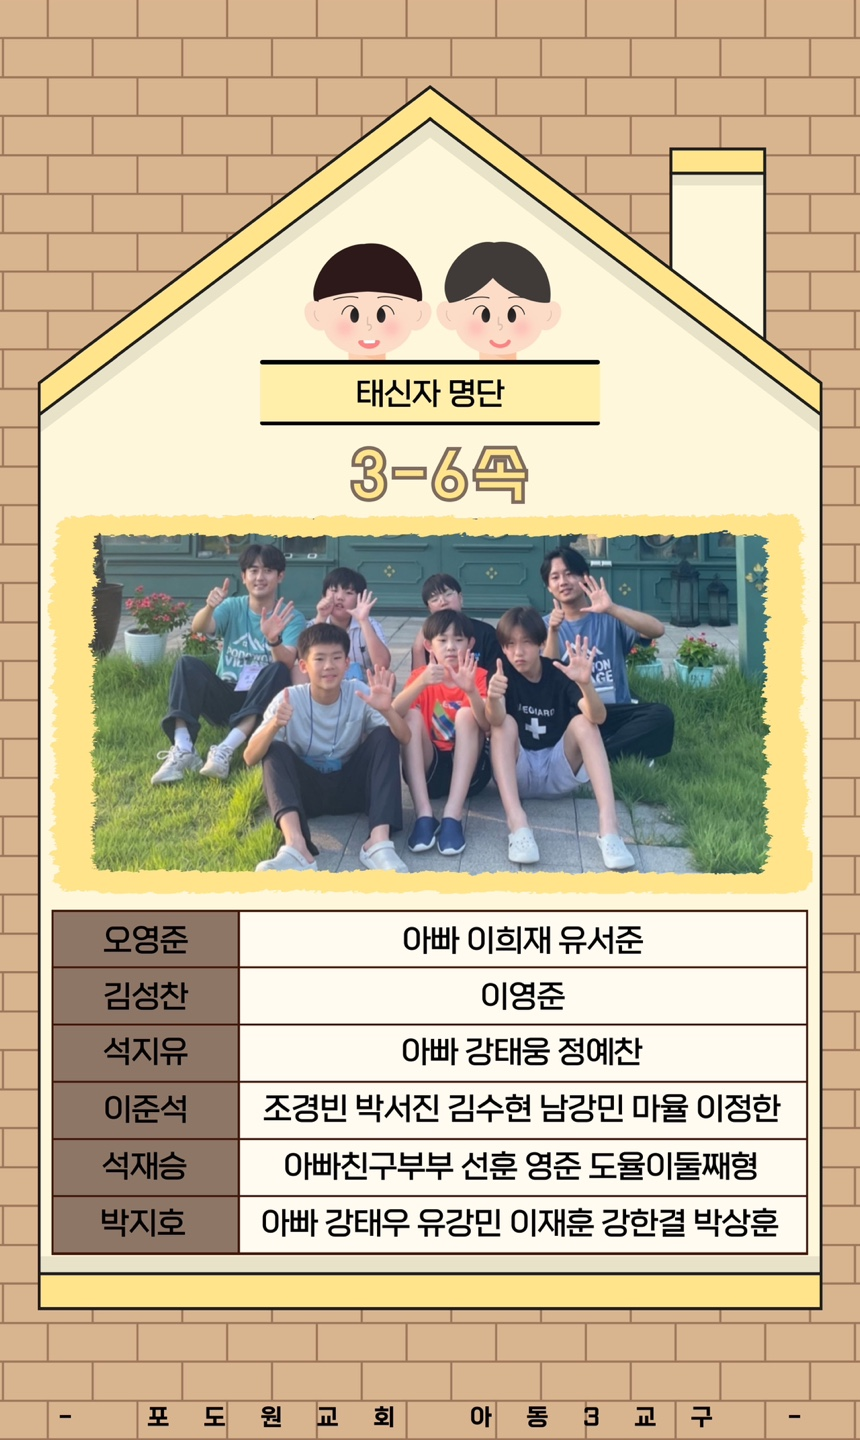 태신자 명단
3-6속
오영준 아빠 이희재 유서준
김성찬 이영준
석지유 아빠 강태웅 정예찬
이준석 조경빈 박서진 김수현 남강민 마율 이정한
석재승 아빠친구부부 선훈 영준 도율이둘째형
박지호 아빠 강태우 유강민 이재훈 강한결 박상훈
- 포도원교회 아동3교구 -